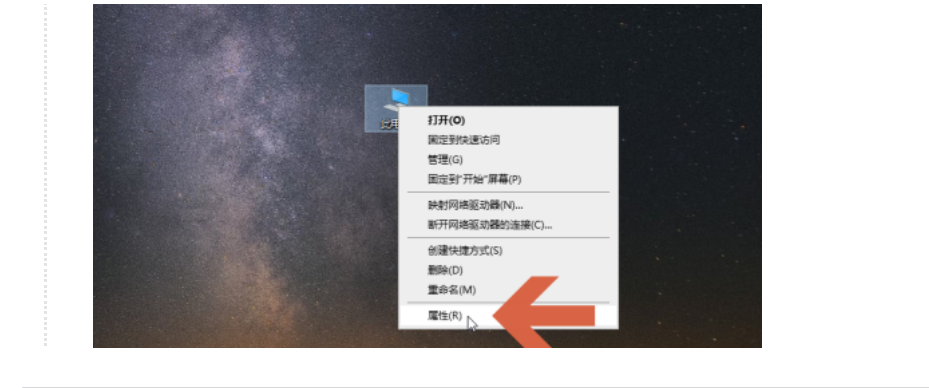 打开(O)
固定到快速访问
管理(G)
固定到"开始"屏幕(P)
映射网络驱动器(N)...
断开网络驱动器的连接(C)...
创建快捷方式(S)
删除(D)
重命名(M)
属性(R)